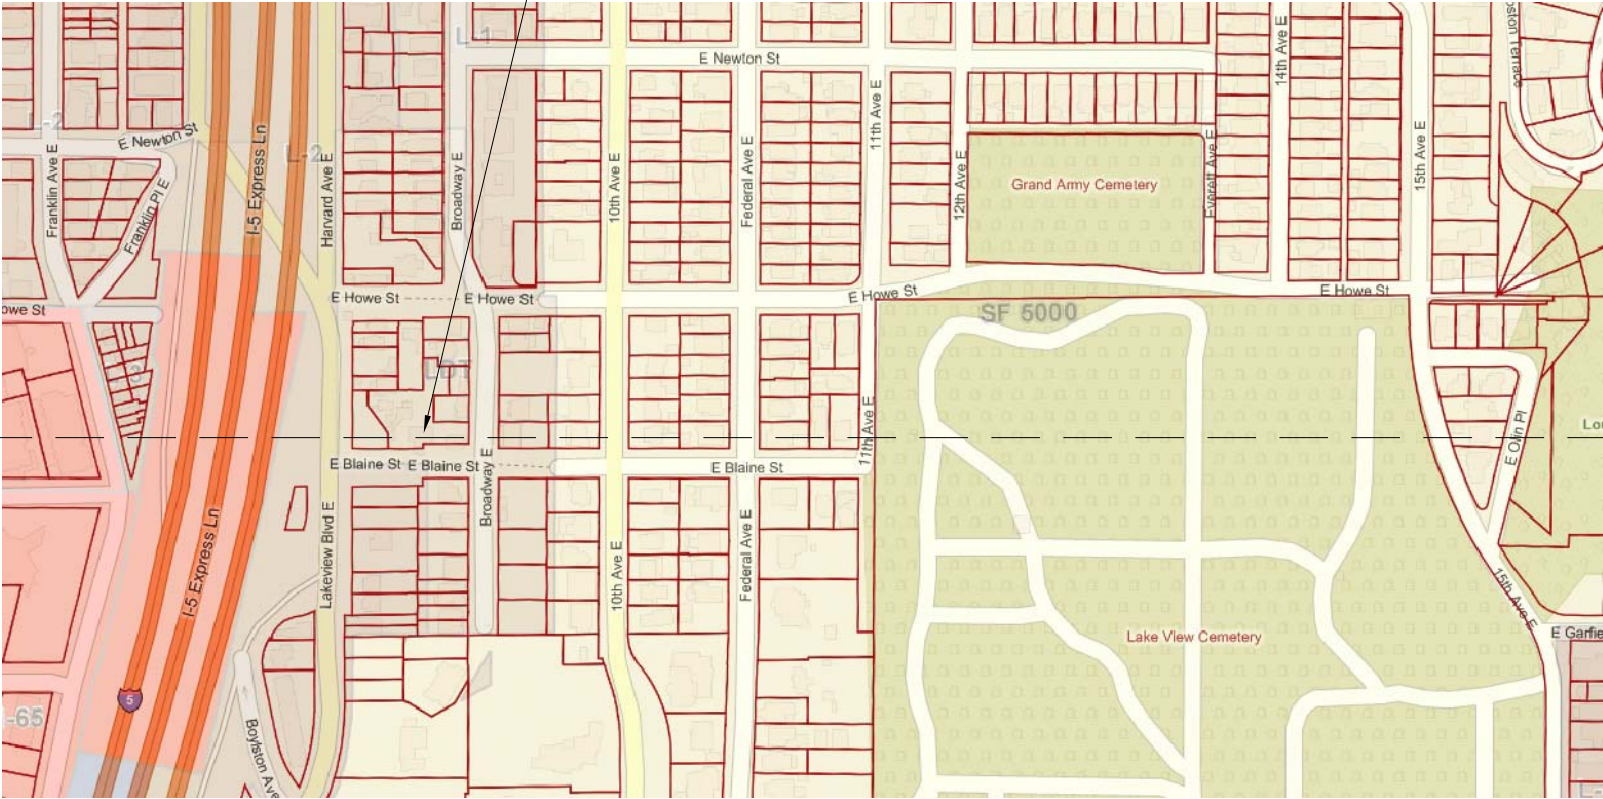 L-1
E Newton St
14th Ave E
11th Ave E
L-2
E Newton St
I-5 Express Ln
L-2
Harvard Ave E
Broadway E
10th Ave E
Federal Ave E
12th Ave E
Everett Ave E
15th Ave E
Grand Army Cemetery
Franklin Ave E
Franklin Pl E
E Howe St
E Howe St
E Howe St
E Howe St
SF 5000
LDT
11th Ave E
E Blaine St
E Blaine St
E Blaine St
E Olin Pl
Broadway E
Lakeview Blvd E
I-5 Express Ln
10th Ave E
Federal Ave E
15th Ave E
Lake View Cemetery
E Garfie
5
-65
Boylston Ave